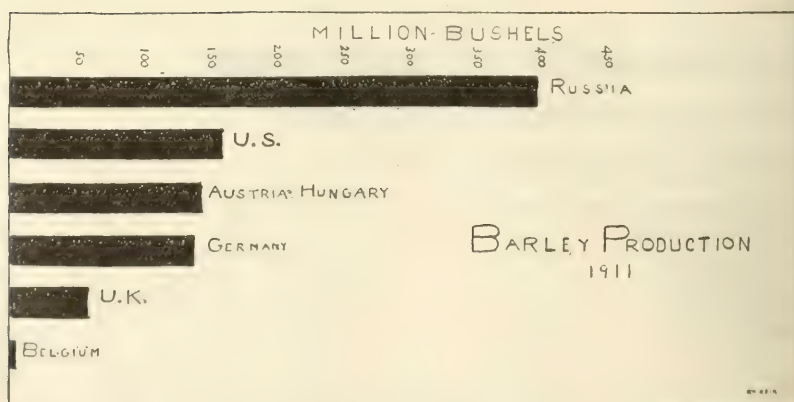 MILLION-BUSHELS
50 100 150 200 250 300 350 400 450
RUSSIA
U.S.
AUSTRIA-HUNGARY
GERMANY
BARLEY PRODUCTION
1911
U.K.
BELGIUM